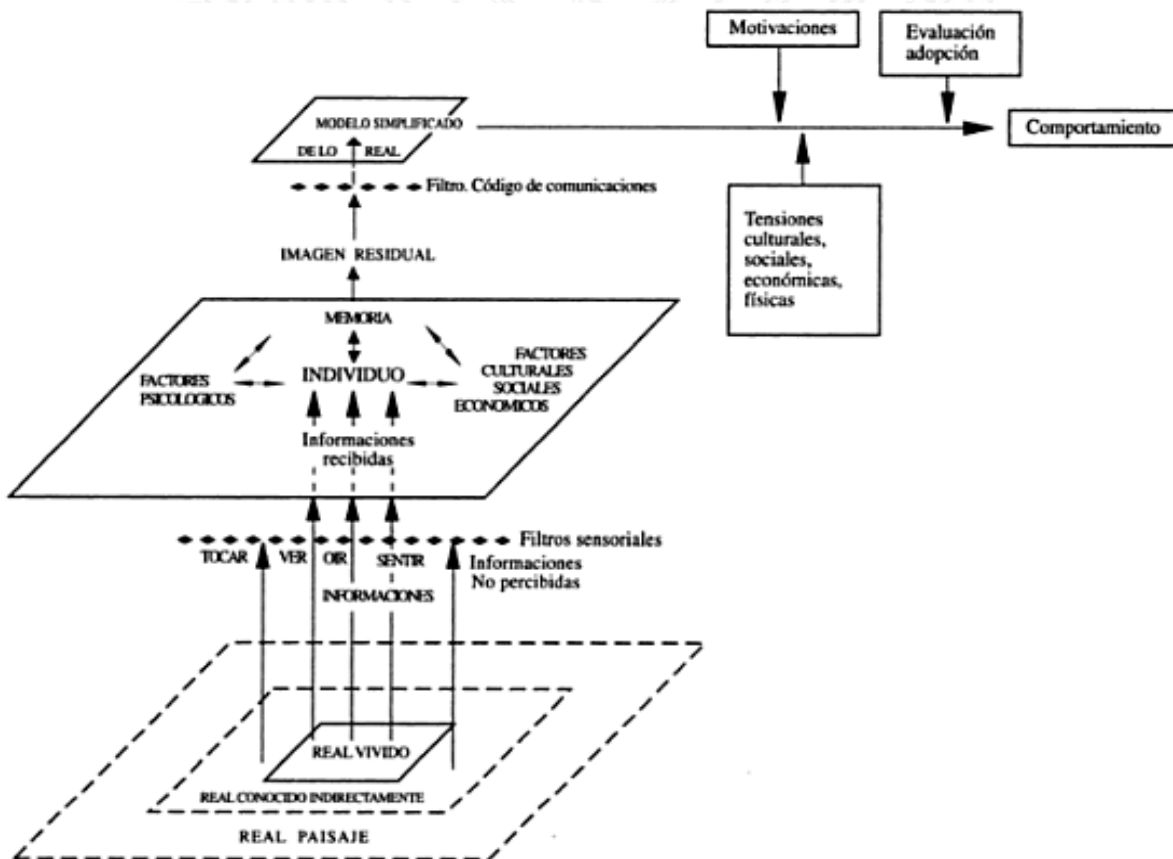 Motivaciones
Evaluación
adopción
MODELO SIMPLIFICADO
DE LO REAL
Comportamiento
Filtro. Código de comunicaciones
Tensiones
culturales,
sociales,
económicas,
físicas
IMAGEN RESIDUAL
MEMORIA
FACTORES
PSICOLOGICOS
INDIVIDUO
FACTORES
CULTURALES
SOCIALES
ECONOMICOS
Informaciones
recibidas
Filtros sensoriales
TOCAR VER OIR SENTIR
Informaciones
No percibidas
INFORMACIONES
REAL VIVIDO
REAL CONOCIDO INDIRECTAMENTE
REAL PAISAJE